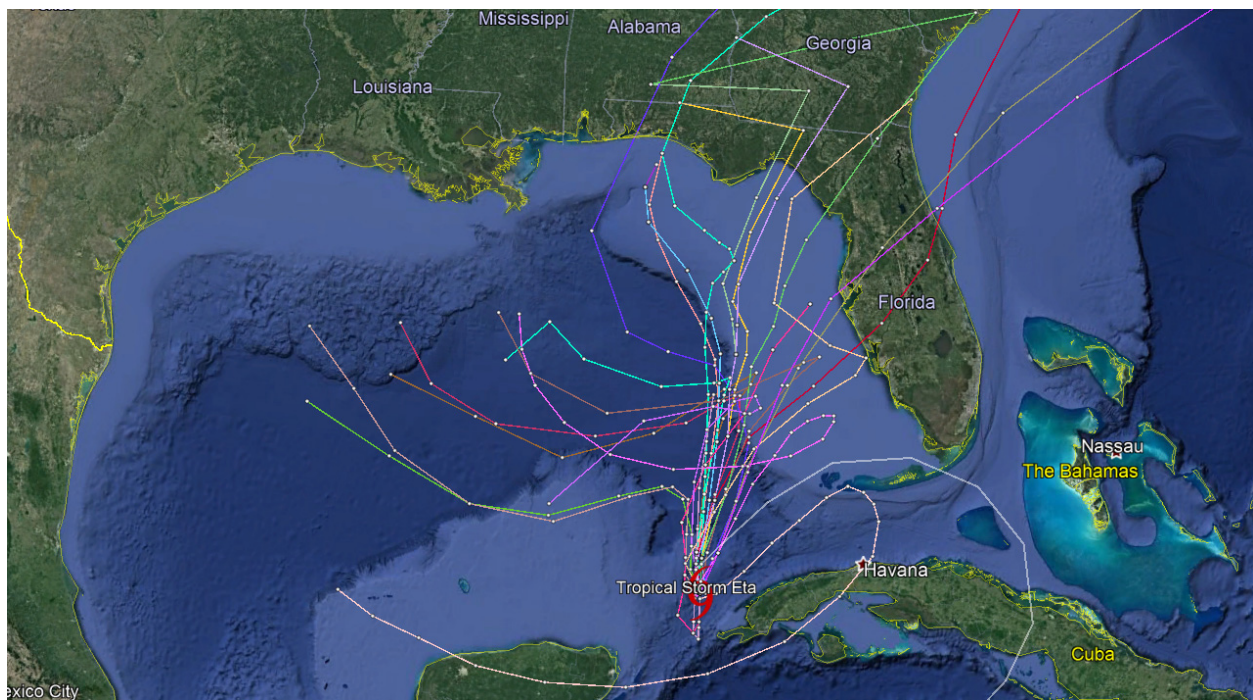 Mississippi
Alabama
Georgia
Louisiana
Florida
Nassau
The Bahamas
Tropical Storm Eta
Havana
Cuba
exico City